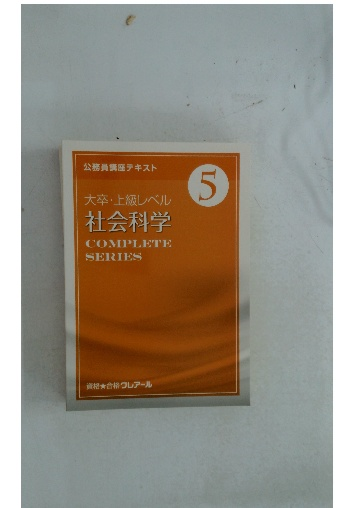 公務員講座テキスト
5
大卒・上級レベル
社会科学
COMPLETE
SERIES
資格★合格クレアール